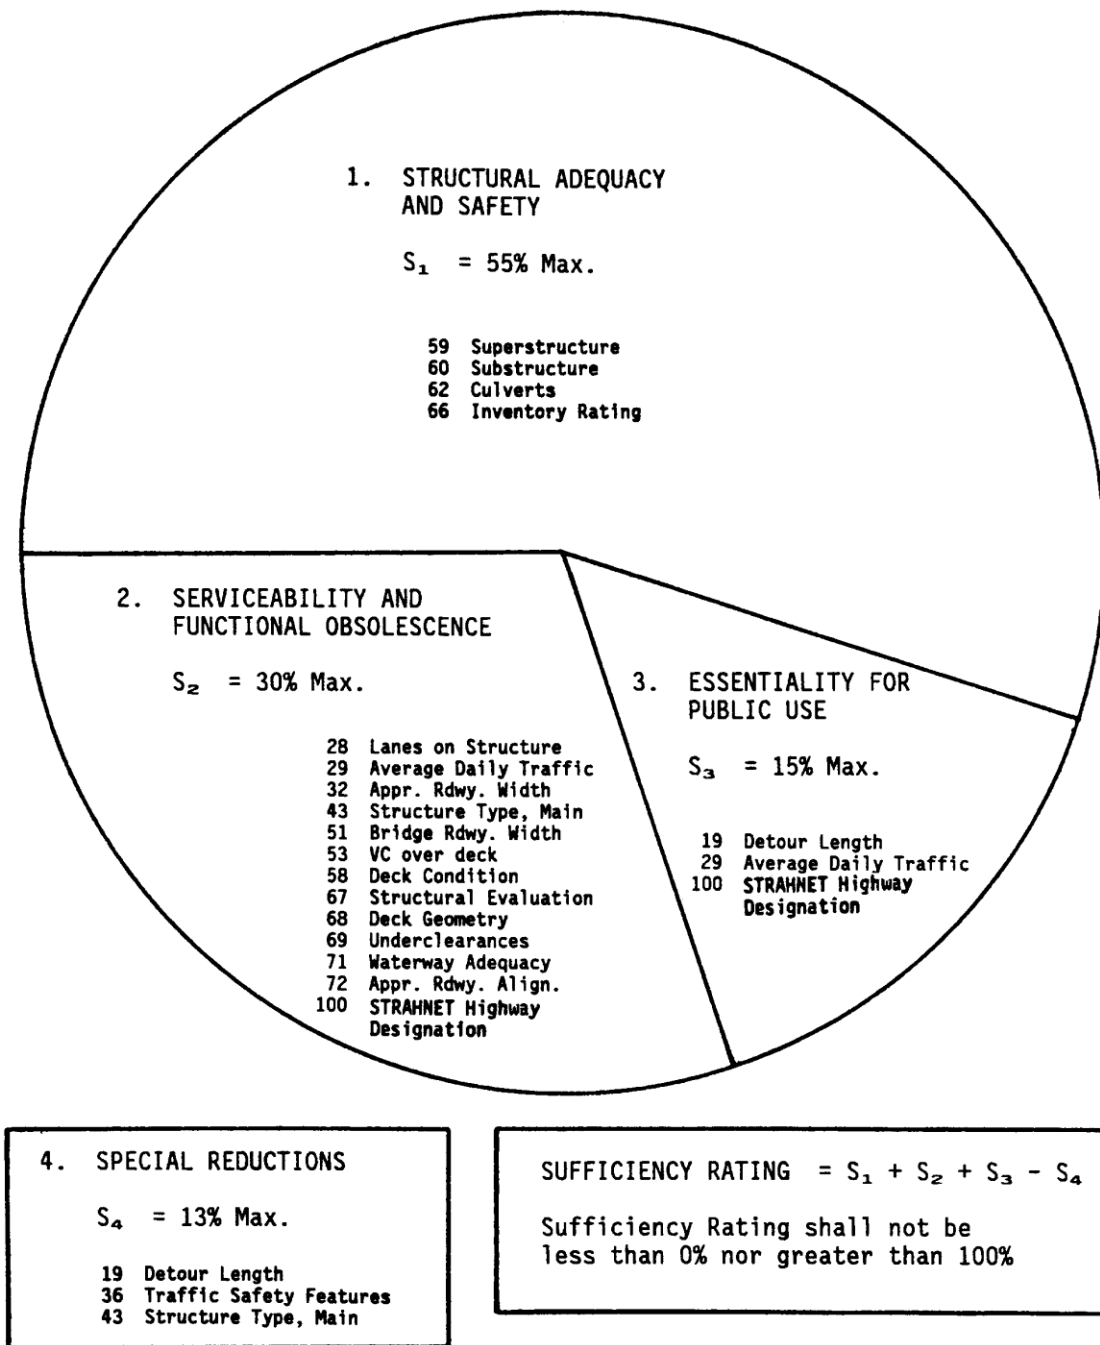 1. STRUCTURAL ADEQUACY
AND SAFETY
S₁ = 55% Max.
59 Superstructure
60 Substructure
62 Culverts
66 Inventory Rating
2. SERVICEABILITY AND
FUNCTIONAL OBSOLESCENCE
S₂ = 30% Max.
28 Lanes on Structure
29 Average Daily Traffic
32 Appr. Rdwy. Width
43 Structure Type, Main
51 Bridge Rdwy. Width
53 VC over deck
58 Deck Condition
67 Structural Evaluation
68 Deck Geometry
69 Underclearances
71 Waterway Adequacy
72 Appr. Rdwy. Align.
100 STRAHNET Highway
Designation
3. ESSENTIALITY FOR
PUBLIC USE
S₃ = 15% Max.
19 Detour Length
29 Average Daily Traffic
100 STRAHNET Highway
Designation
4. SPECIAL REDUCTIONS
S₄ = 13% Max.
19 Detour Length
36 Traffic Safety Features
43 Structure Type, Main
SUFFICIENCY RATING = S₁ + S₂ + S₃ - S₄
Sufficiency Rating shall not be
less than 0% nor greater than 100%